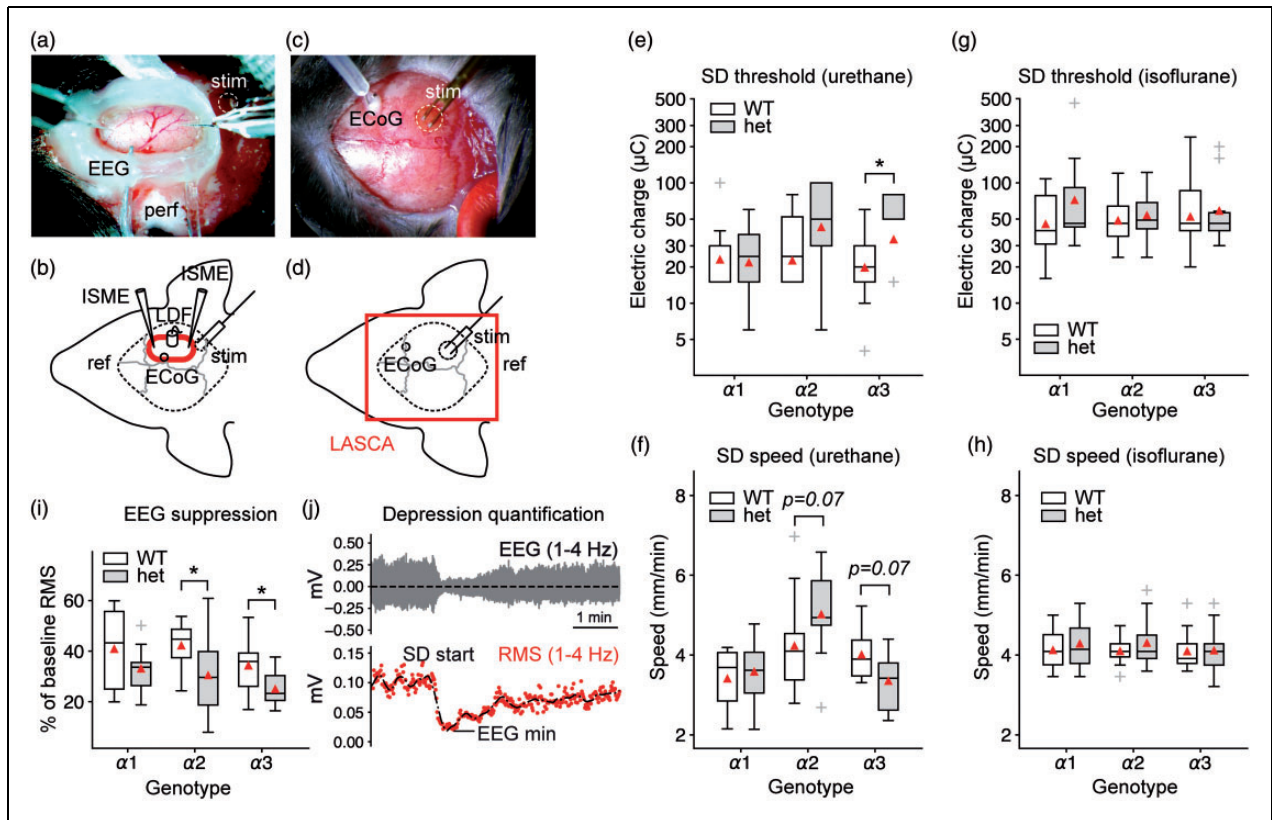 (a)
stim
EEG
perf
(c)
stim
ECoG
(b)
ISME
ISME
LDF
ref
stim
ECoG
(d)
stim
ECoG
ref
LASCA
(e)
SD threshold (urethane)
WT
het
*
500
300
200
100
50
30
20
10
5
Electric charge (µC)
α1 α2 α3
Genotype
(g)
SD threshold (isoflurane)
500
300
200
100
50
30
20
10
5
Electric charge (µC)
WT
het
α1 α2 α3
Genotype
(f)
SD speed (urethane)
WT
het
p=0.07
p=0.07
8
6
4
2
Speed (mm/min)
α1 α2 α3
Genotype
(h)
SD speed (isoflurane)
WT
het
8
6
4
2
Speed (mm/min)
α1 α2 α3
Genotype
(i)
EEG suppression
WT
het
*
*
60
40
20
% of baseline RMS
α1 α2 α3
Genotype
(j)
Depression quantification
0.50
0.25
0.00
−0.25
−0.50
mV
EEG (1-4 Hz)
1 min
SD start
RMS (1-4 Hz)
0.15
0.10
0.05
0.00
mV
EEG min